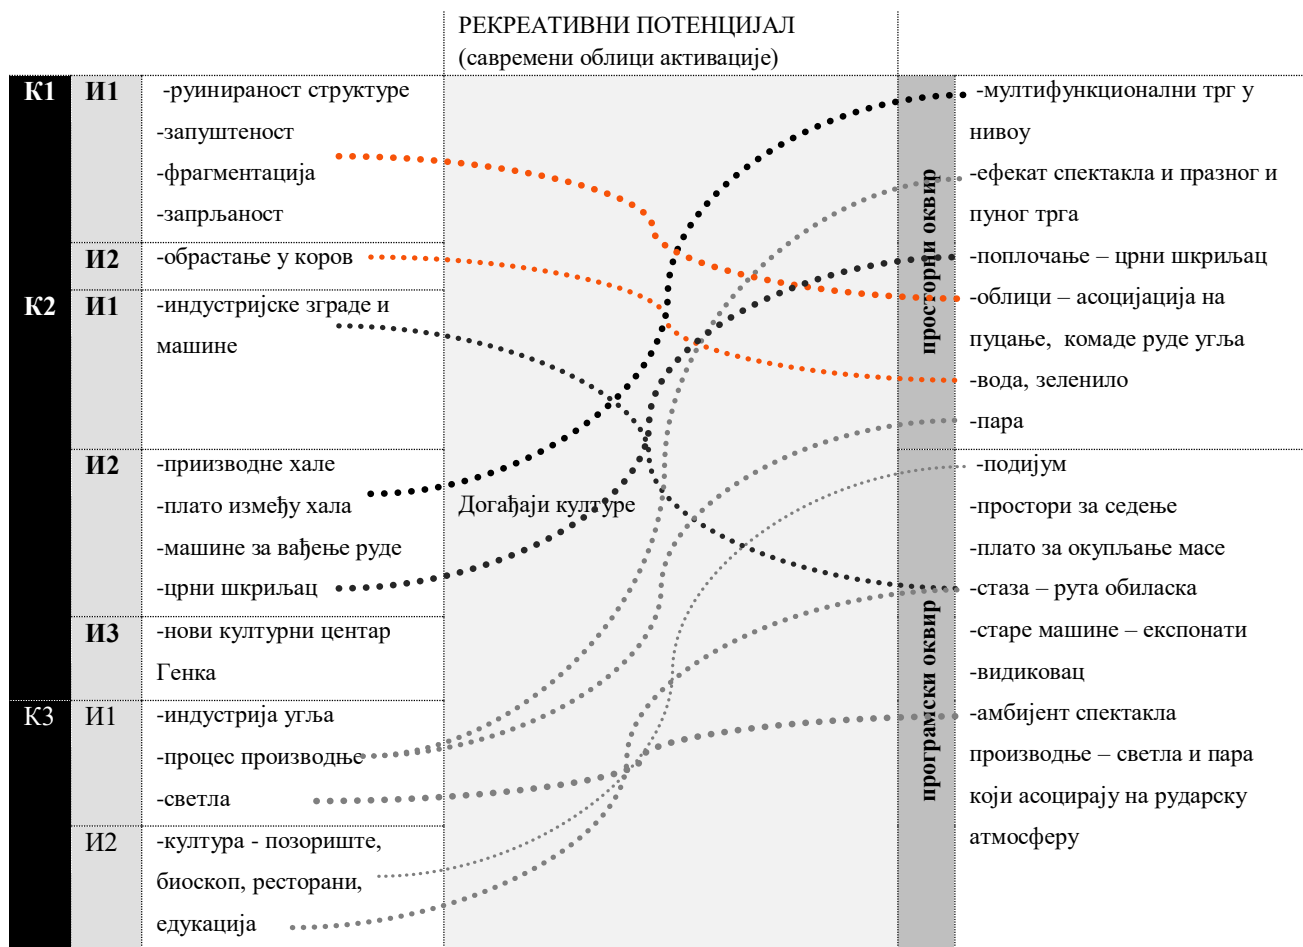 РЕКРЕАТИВНИ ПОТЕНЦИЈАЛ
(савремени облици активације)
К1
И1
-руинираност структуре
-запуштеност
-фрагментација
-запрљаност
И2
-обрастање у коров
К2
И1
-индустријске зграде и
машине
И2
-приизводне хале
-плато између хала
-машине за вађење руде
-црни шкриљац
И3
-нови културни центар
Генка
К3
И1
-индустрија угља
-процес производње
-светла
И2
-култура - позориште,
биоскоп, ресторани,
едукација
Догађаји културе
просторни оквир
-мултифункционални трг у
нивоу
-ефекат спектакла и празног и
пуног трга
-поплочање – црни шкриљац
-облици – асоцијација на
пуцање, комаде руде угља
-вода, зеленило
-пара
програмски оквир
-подијум
-простори за седење
-плато за окупљање масе
-стаза – рута обиласка
-старе машине – експонати
-видиковац
-амбијент спектакла
производње – светла и пара
који асоцирају на рударску
атмосферу